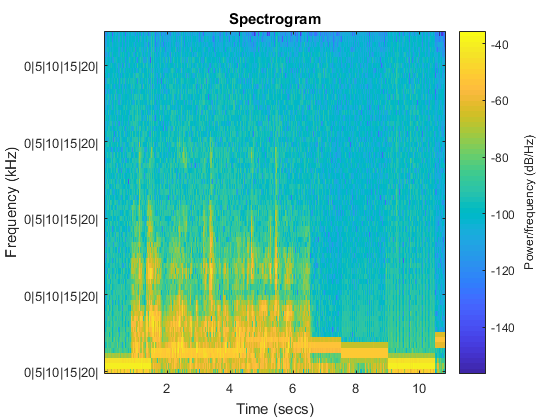 Spectrogram
0|5|10|15|20|
0|5|10|15|20|
0|5|10|15|20|
0|5|10|15|20|
0|5|10|15|20|
Frequency (kHz)
2 4 6 8 10
Time (secs)
-40
-60
-80
-100
-120
-140
Power/frequency (dB/Hz)